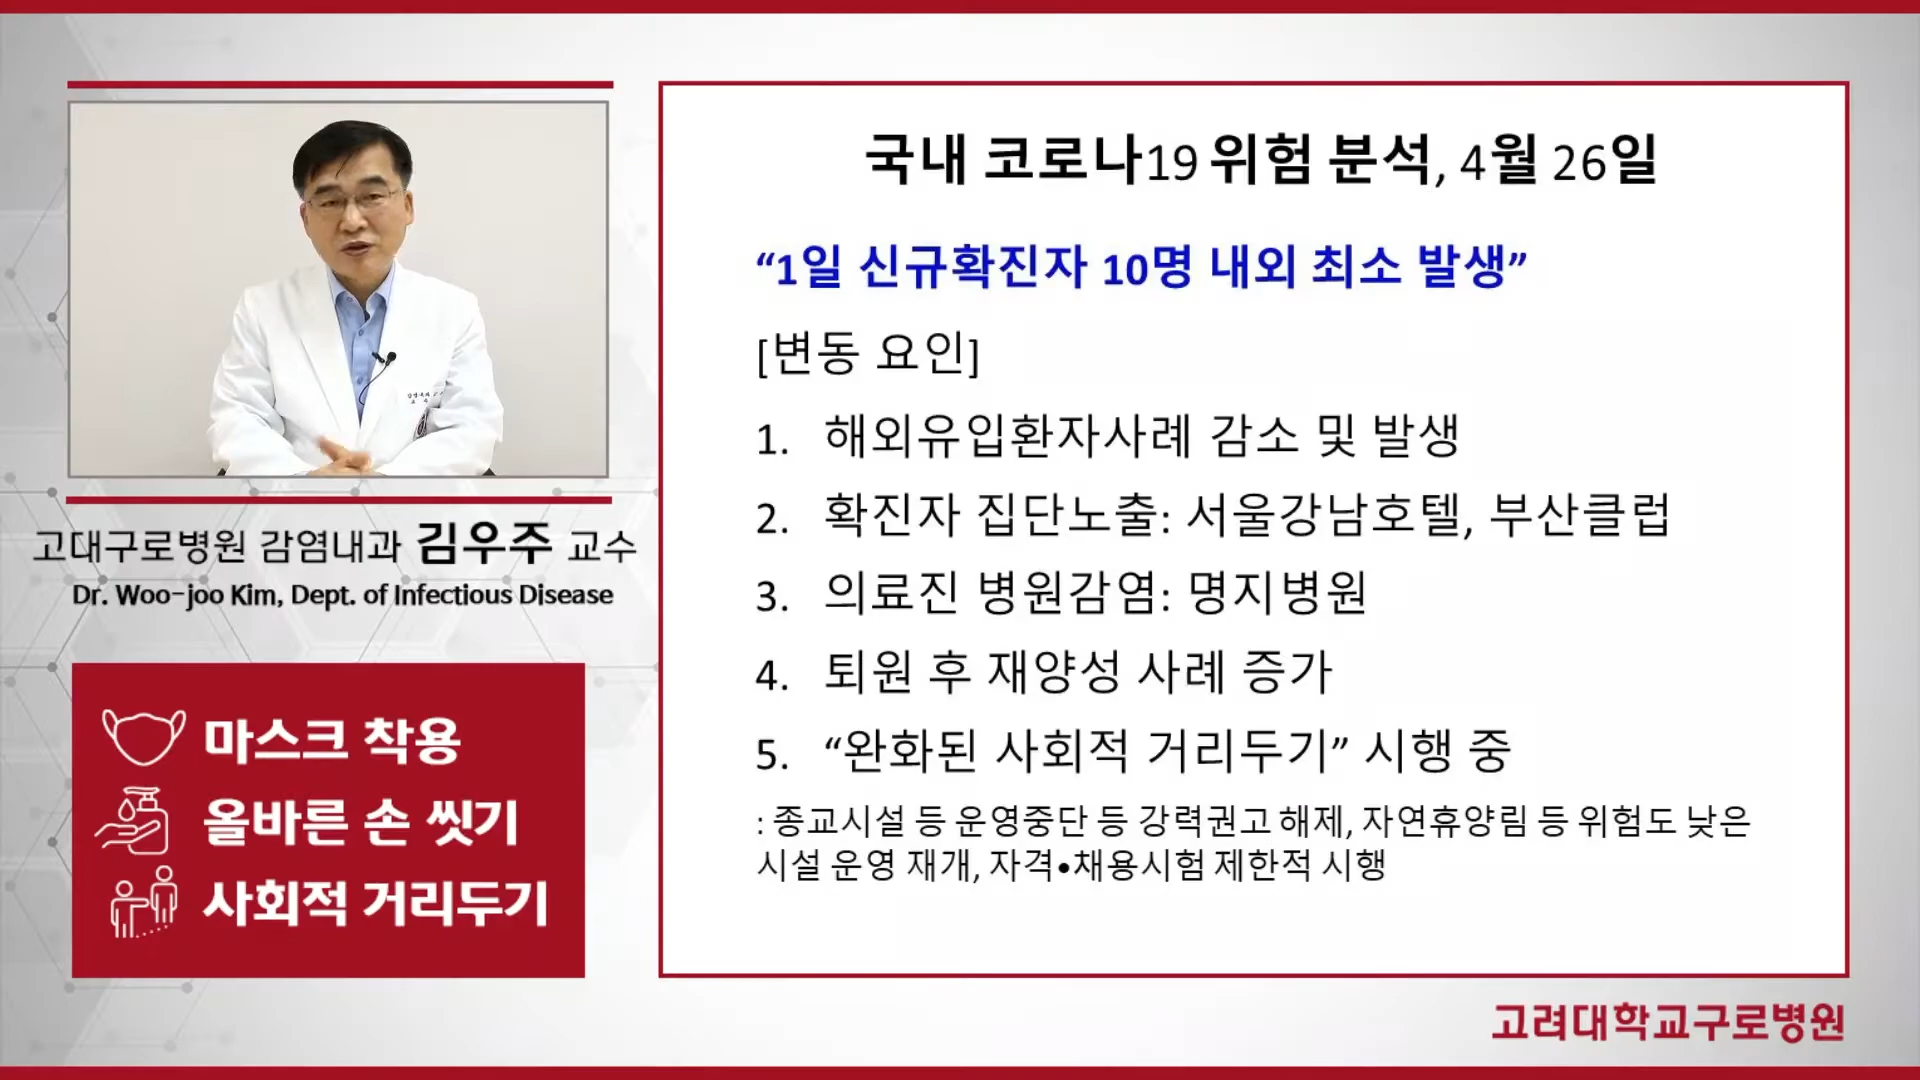 국내 코로나19 위험 분석, 4월 26일
“1일 신규확진자 10명 내외 최소 발생”
[변동 요인]
1. 해외유입환자사례 감소 및 발생
2. 확진자 집단노출: 서울강남호텔, 부산클럽
3. 의료진 병원감염: 명지병원
4. 퇴원 후 재양성 사례 증가
5. “완화된 사회적 거리두기” 시행 중
: 종교시설 등 운영중단 등 강력권고 해제, 자연휴양림 등 위험도 낮은
시설 운영 재개, 자격•채용시험 제한적 시행
고대구로병원 감염내과 김우주 교수
Dr. Woo-joo Kim, Dept. of Infectious Disease
마스크 착용
올바른 손 씻기
사회적 거리두기
고려대학교구로병원